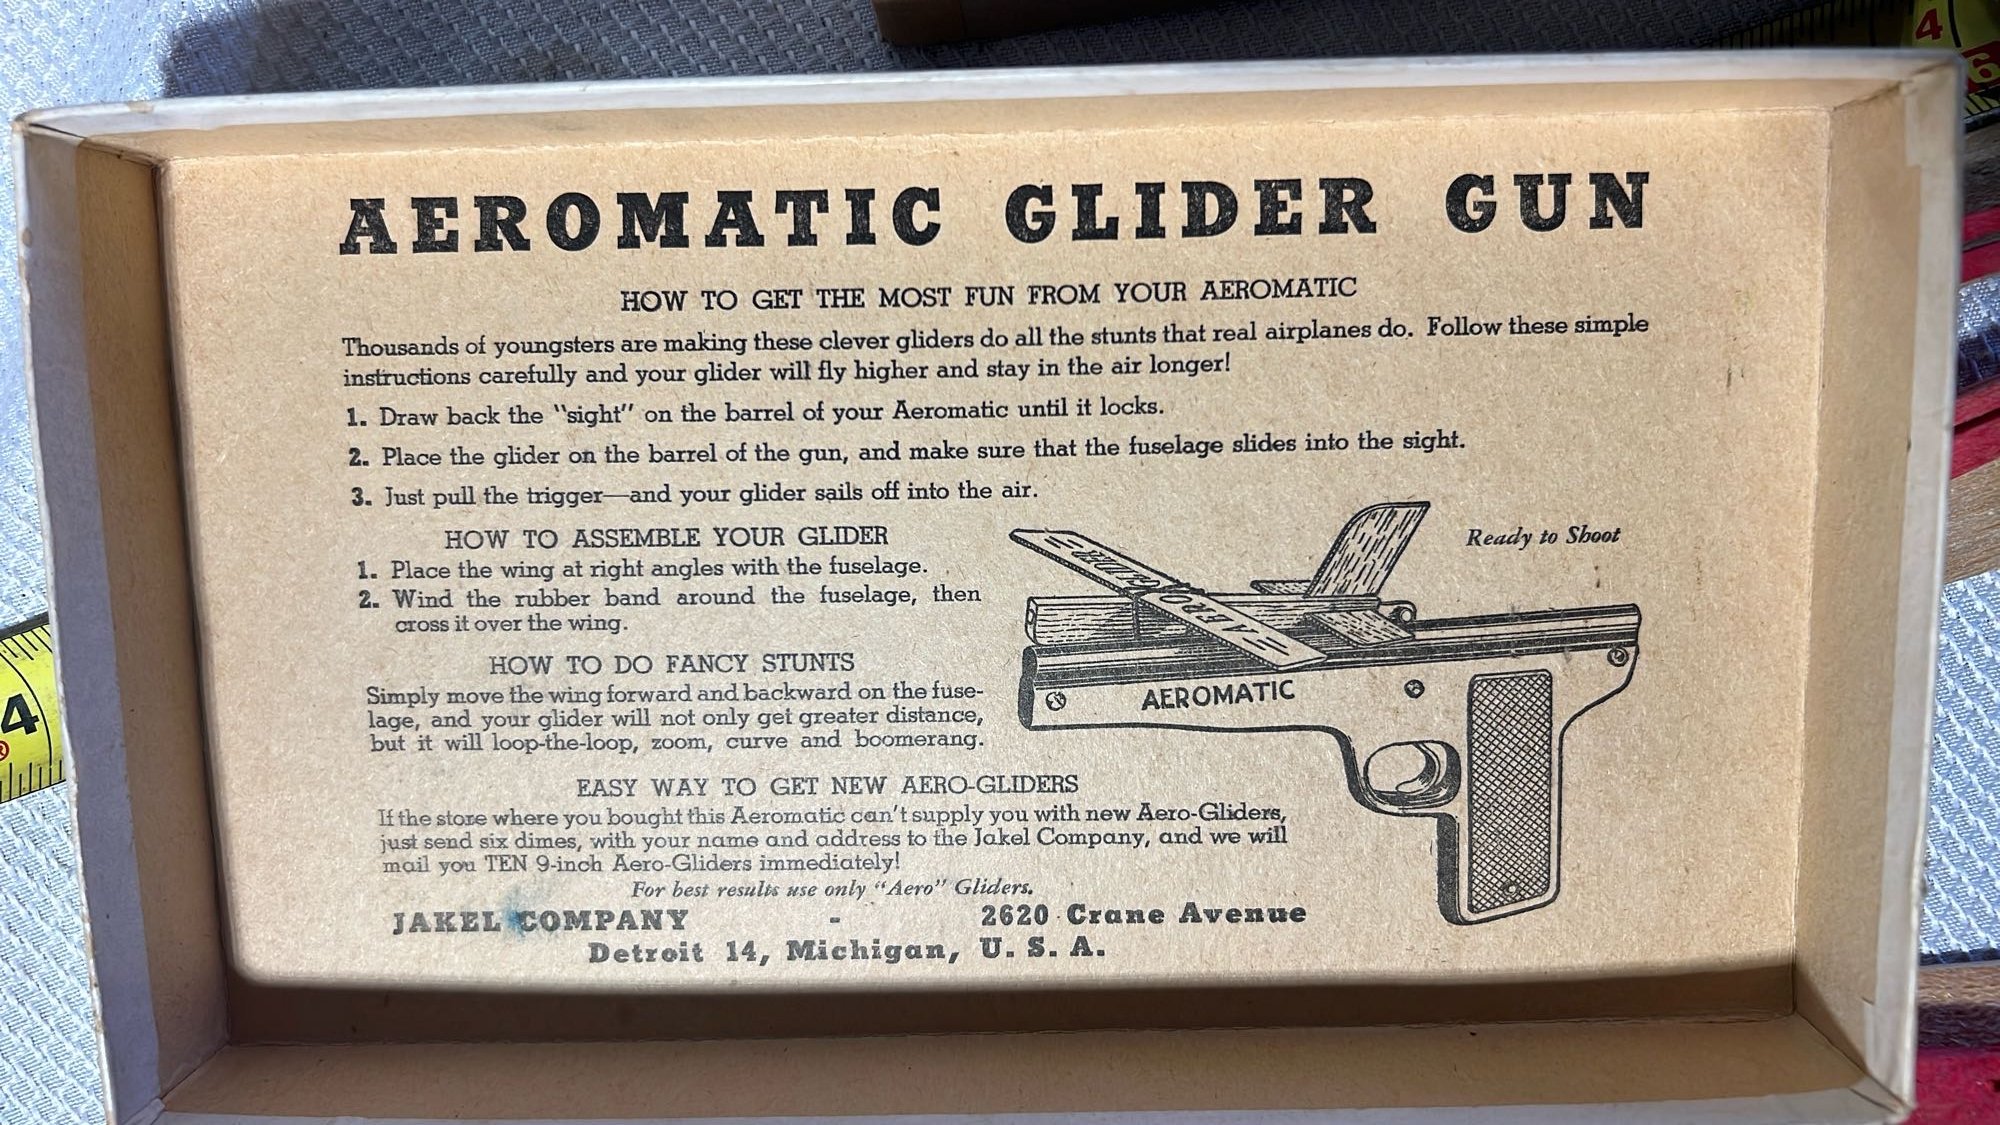 AEROMATIC GLIDER GUN
HOW TO GET THE MOST FUN FROM YOUR AEROMATIC
Thousands of youngsters are making these clever gliders do all the stunts that real airplanes do. Follow these simple
instructions carefully and your glider will fly higher and stay in the air longer!
1. Draw back the "sight" on the barrel of your Aeromatic until it locks.
2. Place the glider on the barrel of the gun, and make sure that the fuselage slides into the sight.
3. Just pull the trigger—and your glider sails off into the air.
HOW TO ASSEMBLE YOUR GLIDER
1. Place the wing at right angles with the fuselage.
2. Wind the rubber band around the fuselage, then
cross it over the wing.
HOW TO DO FANCY STUNTS
Simply move the wing forward and backward on the fuse-
lage, and your glider will not only get greater distance,
but it will loop-the-loop, zoom, curve and boomerang.
Ready to Shoot
AERO GLIDER
AEROMATIC
EASY WAY TO GET NEW AERO-GLIDERS
If the store where you bought this Aeromatic can't supply you with new Aero-Gliders,
just send six dimes, with your name and address to the Jakel Company, and we will
mail you TEN 9-inch Aero-Gliders immediately!
For best results use only "Aero" Gliders.
JAKEL COMPANY - 2620 Crane Avenue
Detroit 14, Michigan, U. S. A.
4
4
6